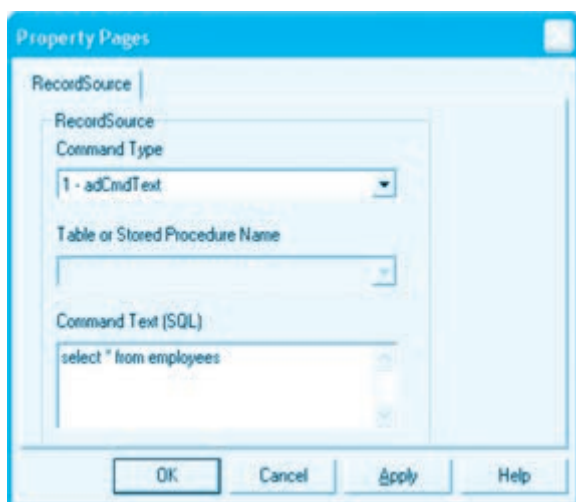 Property Pages
RecordSource
RecordSource
Command Type
1 - adCmdText
Table or Stored Procedure Name
Command Text (SQL)
select * from employees
OK Cancel Apply Help